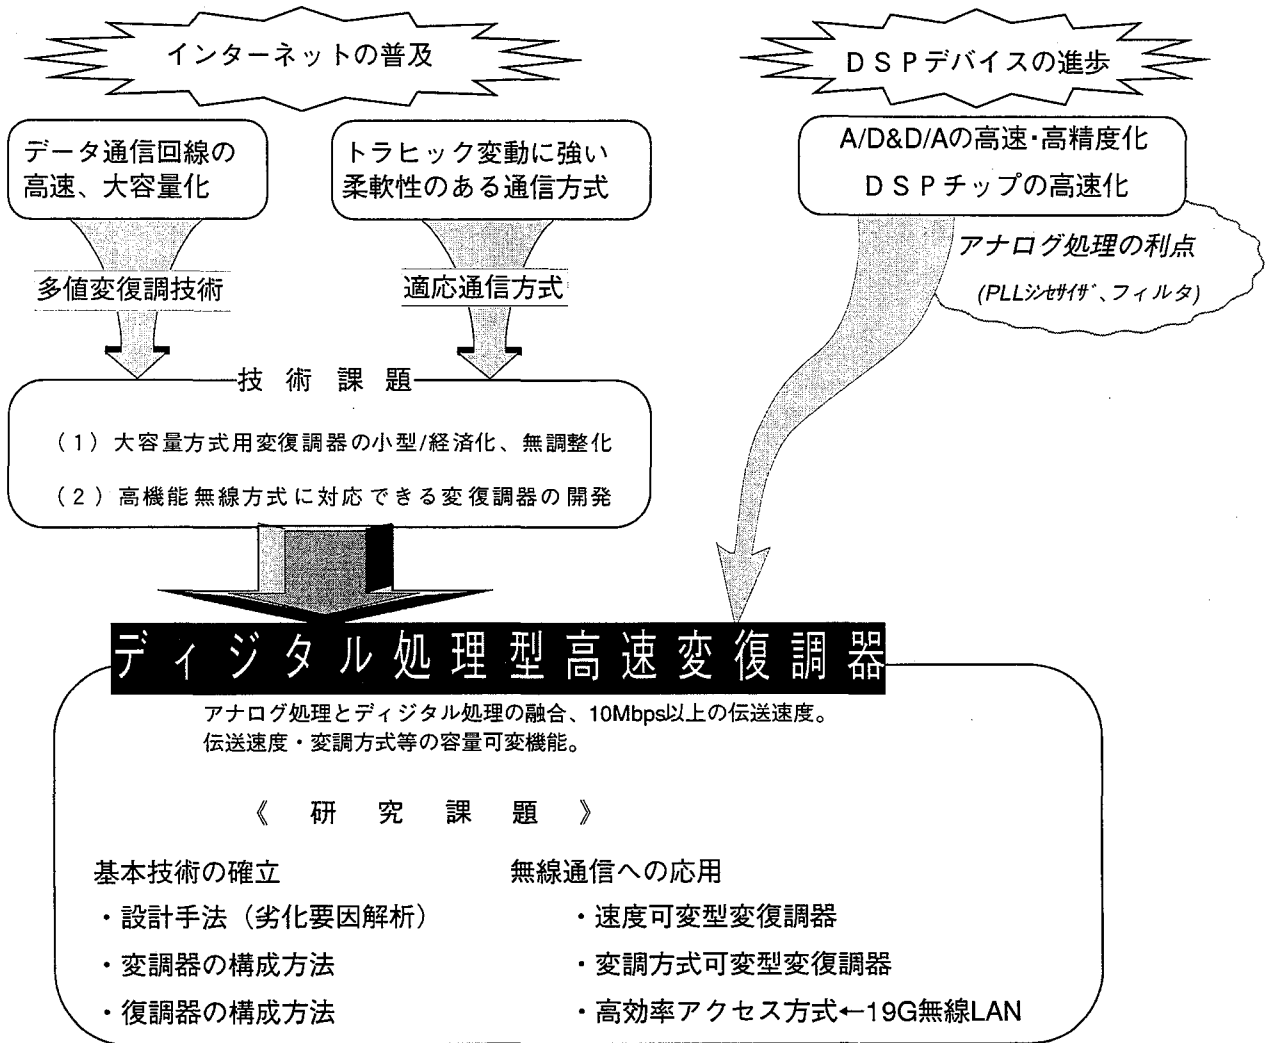 インターネットの普及
DSPデバイスの進歩
データ通信回線の
高速、大容量化
トラヒック変動に強い
柔軟性のある通信方式
A/D&D/Aの高速・高精度化
DSPチップの高速化
アナログ処理の利点
(PLLシンセサイザ、フィルタ)
多値変復調技術
適応通信方式
技術課題
(1)大容量方式用変復調器の小型/経済化、無調整化
(2)高機能無線方式に対応できる変復調器の開発
ディジタル処理型高速変復調器
アナログ処理とディジタル処理の融合、10Mbps以上の伝送速度。
伝送速度・変調方式等の容量可変機能。
《研究課題》
基本技術の確立
・設計手法(劣化要因解析)
・変調器の構成方法
・復調器の構成方法
無線通信への応用
・速度可変型変復調器
・変調方式可変型変復調器
・高効率アクセス方式←19G無線LAN